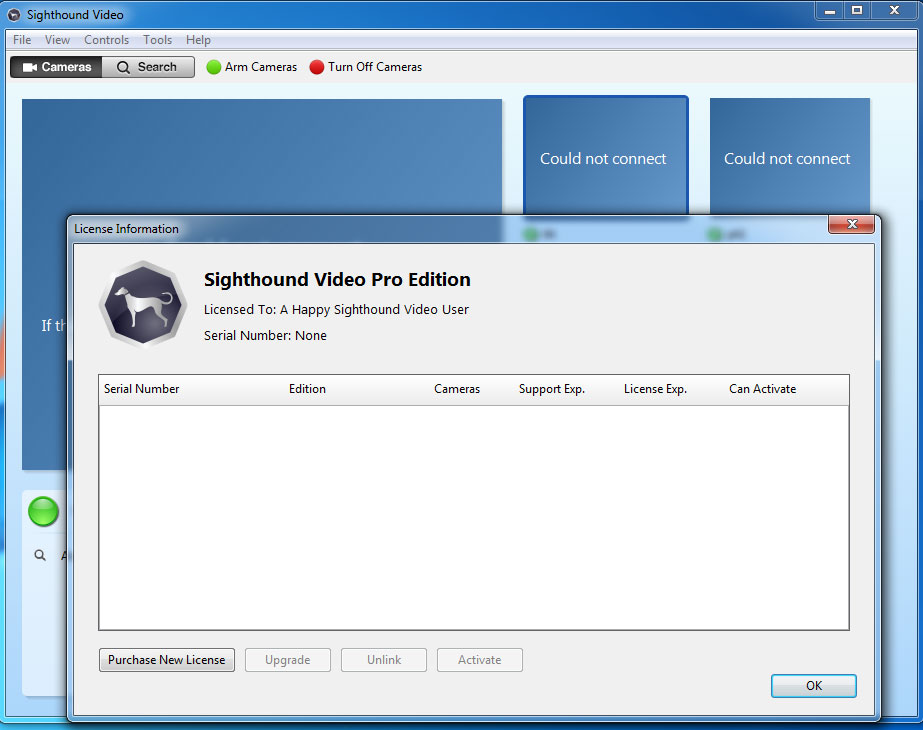 Sighthound Video
File View Controls Tools Help
Cameras Search Arm Cameras Turn Off Cameras
Could not connect Could not connect
License Information
Sighthound Video Pro Edition
Licensed To: A Happy Sighthound Video User
Serial Number: None
If th
Serial Number Edition Cameras Support Exp. License Exp. Can Activate
Purchase New License Upgrade Unlink Activate
OK